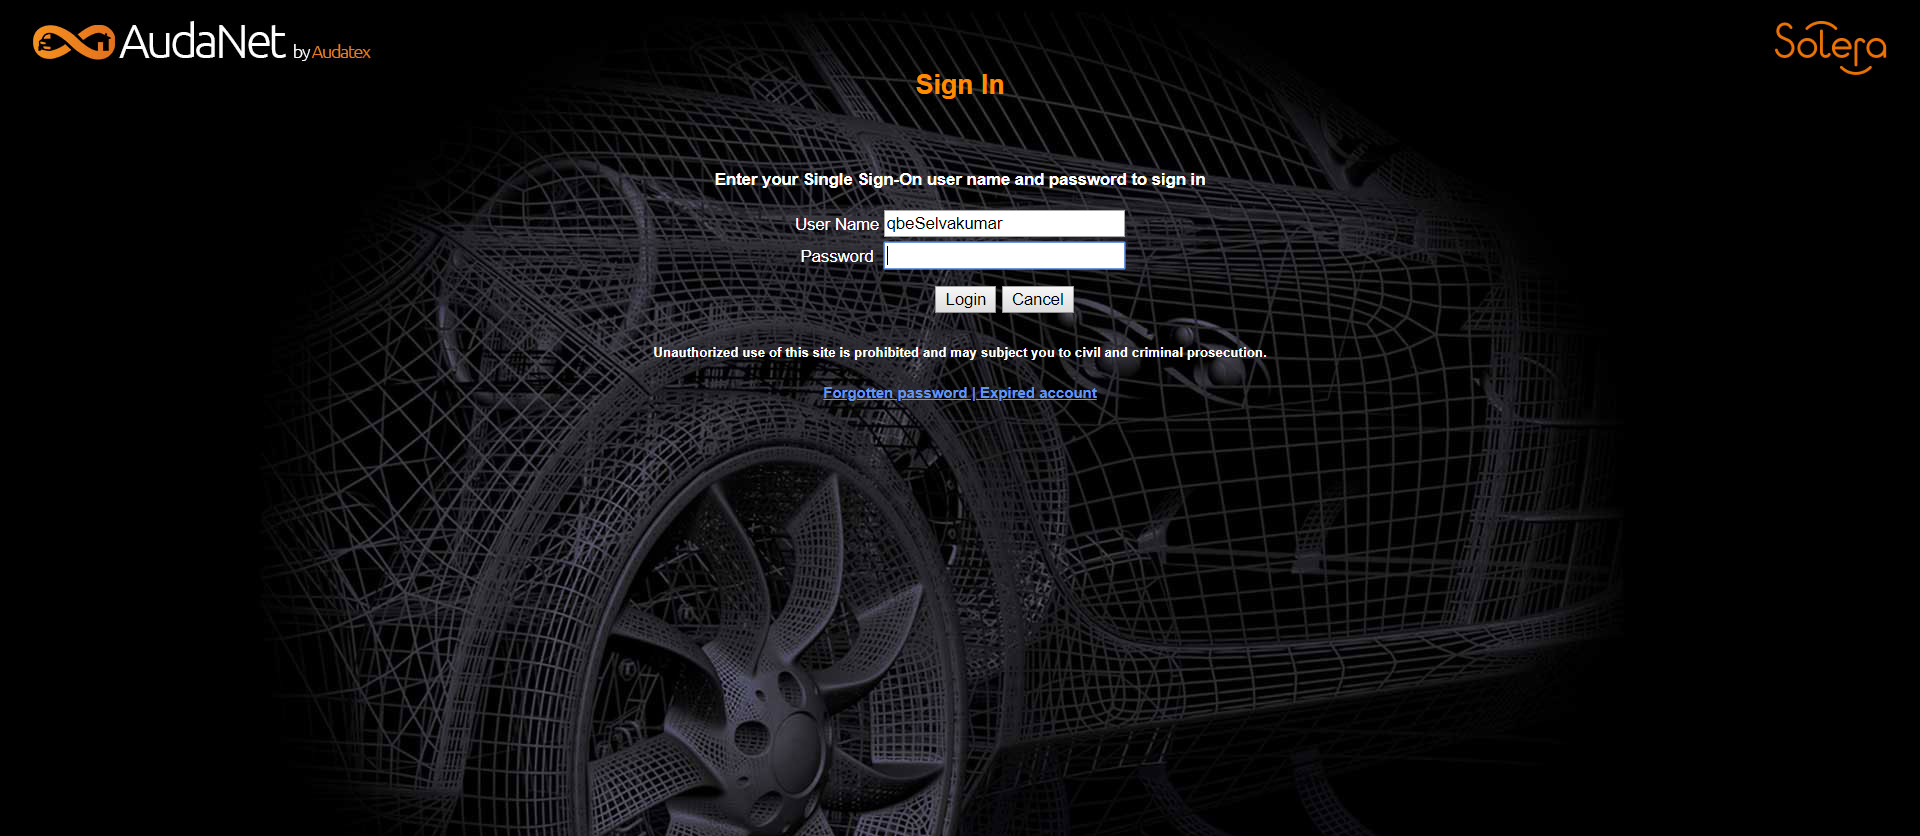 AudaNet by Audatex
Solera
Sign In
Enter your Single Sign-On user name and password to sign in
User Name qbeSelvakumar
Password
Login Cancel
Unauthorized use of this site is prohibited and may subject you to civil and criminal prosecution.
Forgotten password | Expired account